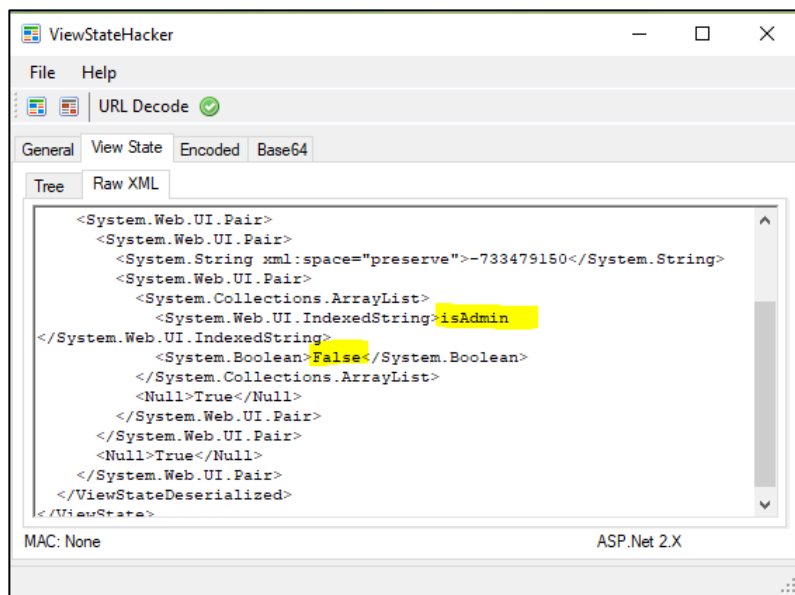 ViewStateHacker
File Help
URL Decode
General View State Encoded Base64
Tree Raw XML
<System.Web.UI.Pair>
<System.Web.UI.Pair>
<System.String xml:space="preserve">-733479150</System.String>
<System.Web.UI.Pair>
<System.Collections.ArrayList>
<System.Web.UI.IndexedString>isAdmin
</System.Web.UI.IndexedString>
<System.Boolean>False</System.Boolean>
</System.Collections.ArrayList>
<Null>True</Null>
</System.Web.UI.Pair>
</System.Web.UI.Pair>
<Null>True</Null>
</System.Web.UI.Pair>
</ViewStateDeserialized>
</ViewState>
MAC: None ASP.Net 2.X